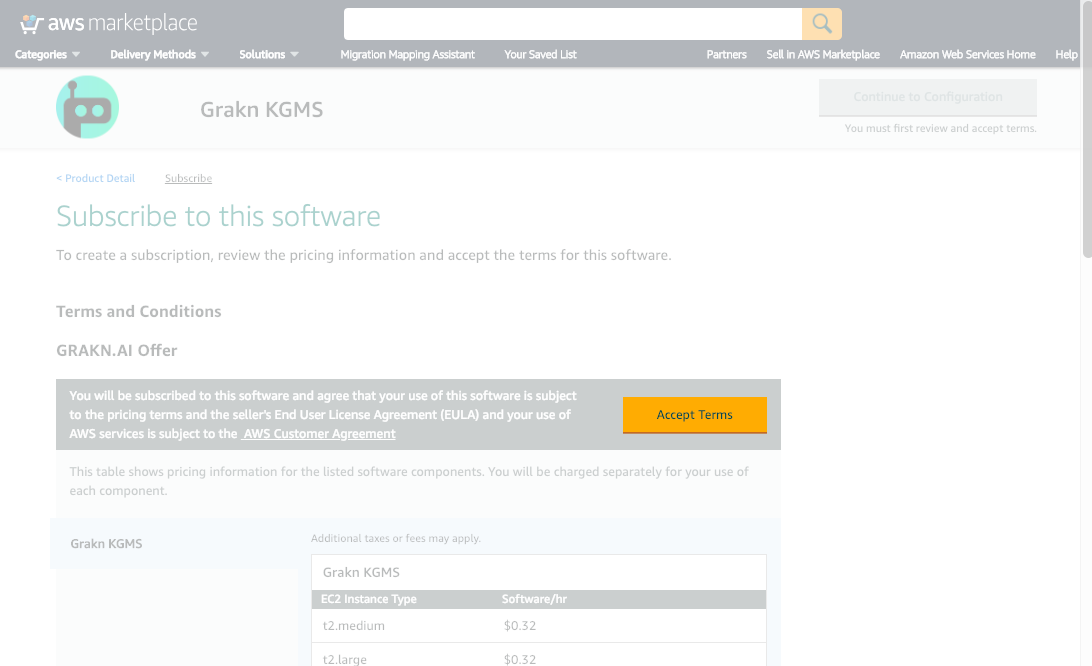 aws marketplace
Categories Delivery Methods Solutions Migration Mapping Assistant Your Saved List Partners Sell in AWS Marketplace Amazon Web Services Home Help
Grakn KGMS
Continue to Configuration
You must first review and accept terms.
< Product Detail Subscribe
Subscribe to this software
To create a subscription, review the pricing information and accept the terms for this software.
Terms and Conditions
GRAKN.AI Offer
You will be subscribed to this software and agree that your use of this software is subject
to the pricing terms and the seller's End User License Agreement (EULA) and your use of
AWS services is subject to the AWS Customer Agreement
Accept Terms
This table shows pricing information for the listed software components. You will be charged separately for your use of
each component.
Grakn KGMS
Additional taxes or fees may apply.
Grakn KGMS
EC2 Instance Type Software/hr
t2.medium $0.32
t2.large $0.32